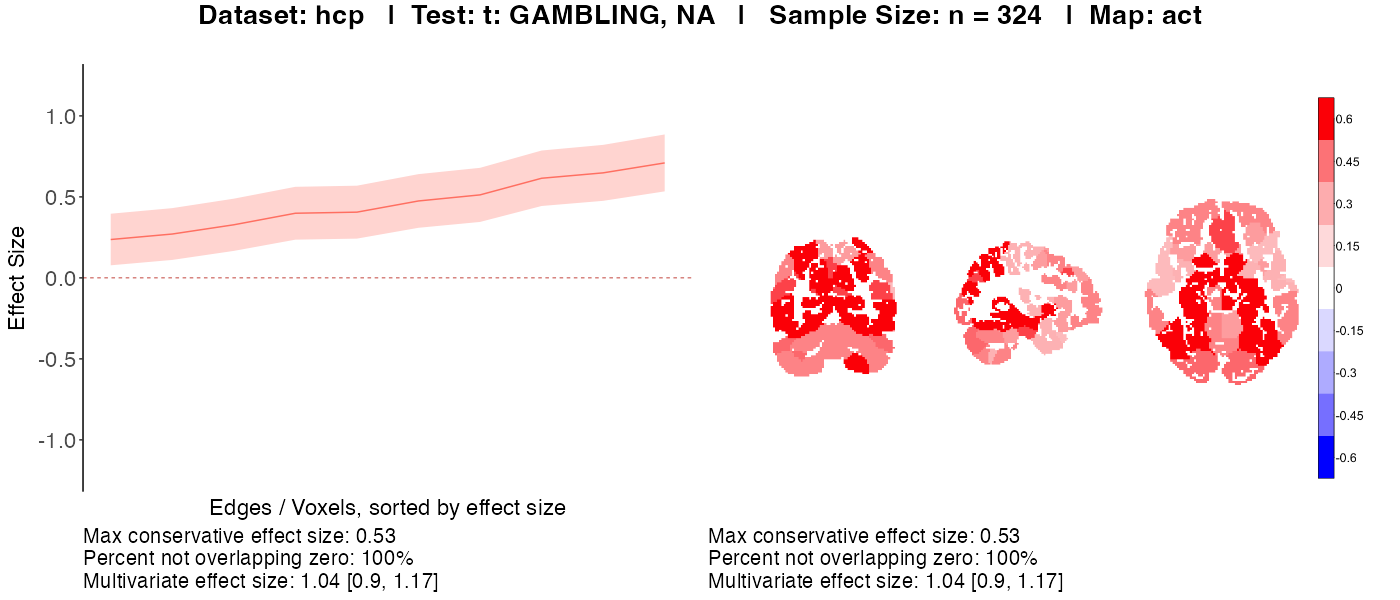 Dataset: hcp | Test: t: GAMBLING, NA | Sample Size: n = 324 | Map: act
1.0
0.5
0.0
-0.5
-1.0
Effect Size
Edges / Voxels, sorted by effect size
Max conservative effect size: 0.53
Percent not overlapping zero: 100%
Multivariate effect size: 1.04 [0.9, 1.17]
0.6
0.45
0.3
0.15
0
-0.15
-0.3
-0.45
-0.6
Max conservative effect size: 0.53
Percent not overlapping zero: 100%
Multivariate effect size: 1.04 [0.9, 1.17]